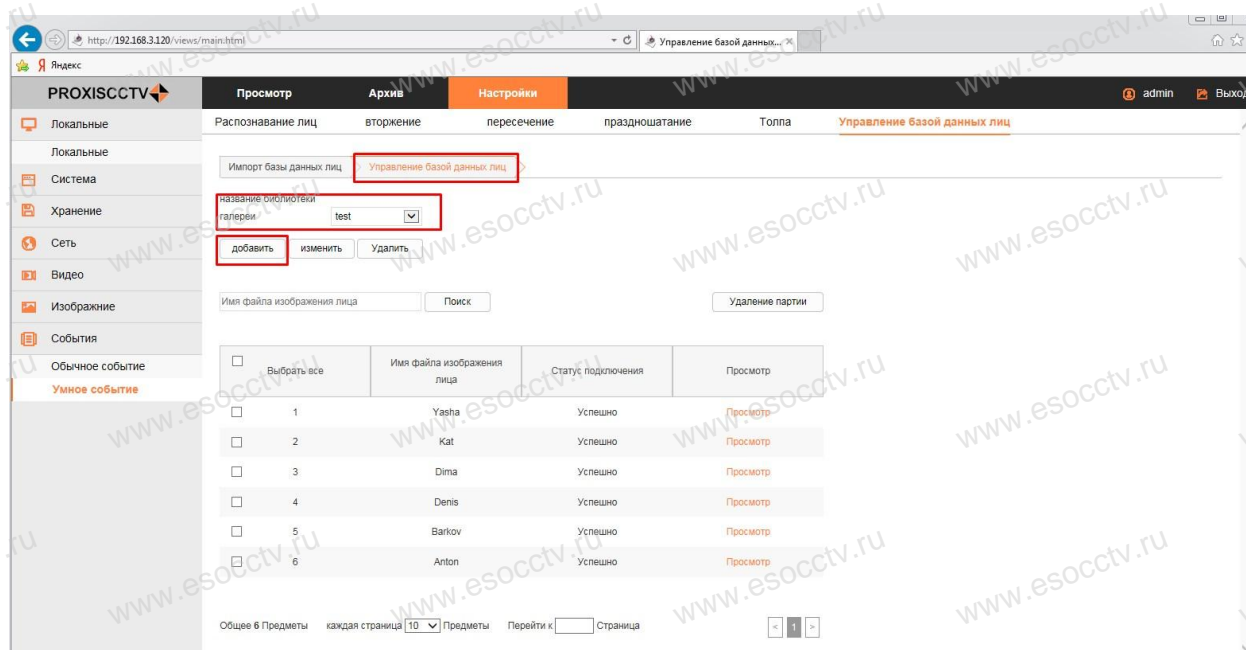 http://192.168.3.120/views/main.html
Управление базой данных...
Яндекс
PROXISCCTV
Просмотр
Архив
Настройки
admin
Выход
Локальные
Распознавание лиц
вторжение
пересечение
праздношатание
Толпа
Управление базой данных лиц
Локальные
Система
Хранение
Сеть
Видео
Изображние
События
Обычное событие
Умное событие
Импорт базы данных лиц
Управление базой данных лиц
название библиотеки
галереи
test
добавить
изменить
Удалить
Имя файла изображения лица
Поиск
Удаление партии
Выбрать все
Имя файла изображения
лица
Статус подключения
Просмотр
1 Yasha Успешно Просмотр
2 Kat Успешно Просмотр
3 Dima Успешно Просмотр
4 Denis Успешно Просмотр
5 Barkov Успешно Просмотр
6 Anton Успешно Просмотр
Общее 6 Предметы каждая страница 10 Предметы Перейти к Страница
< 1 >
www.esocctv.ru